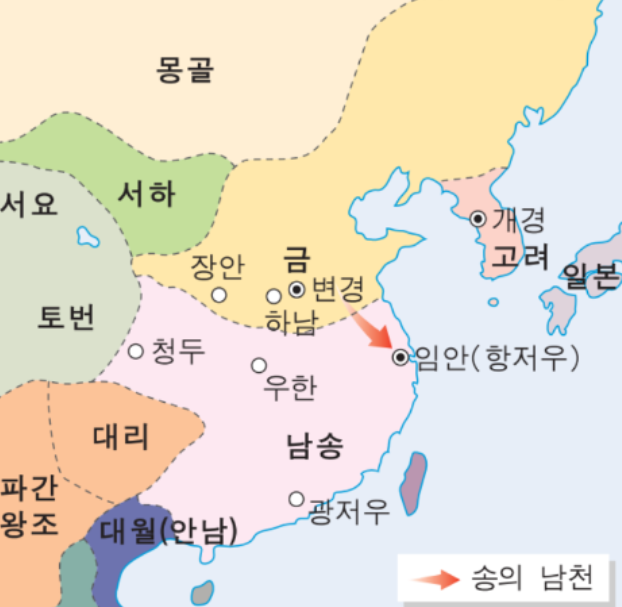 몽골
서하
서요
개경
고려
금
장안
변경
일본
하남
토번
청두
임안(항저우)
우한
대리
남송
파간
왕조
광저우
대월(안남)
송의 남천